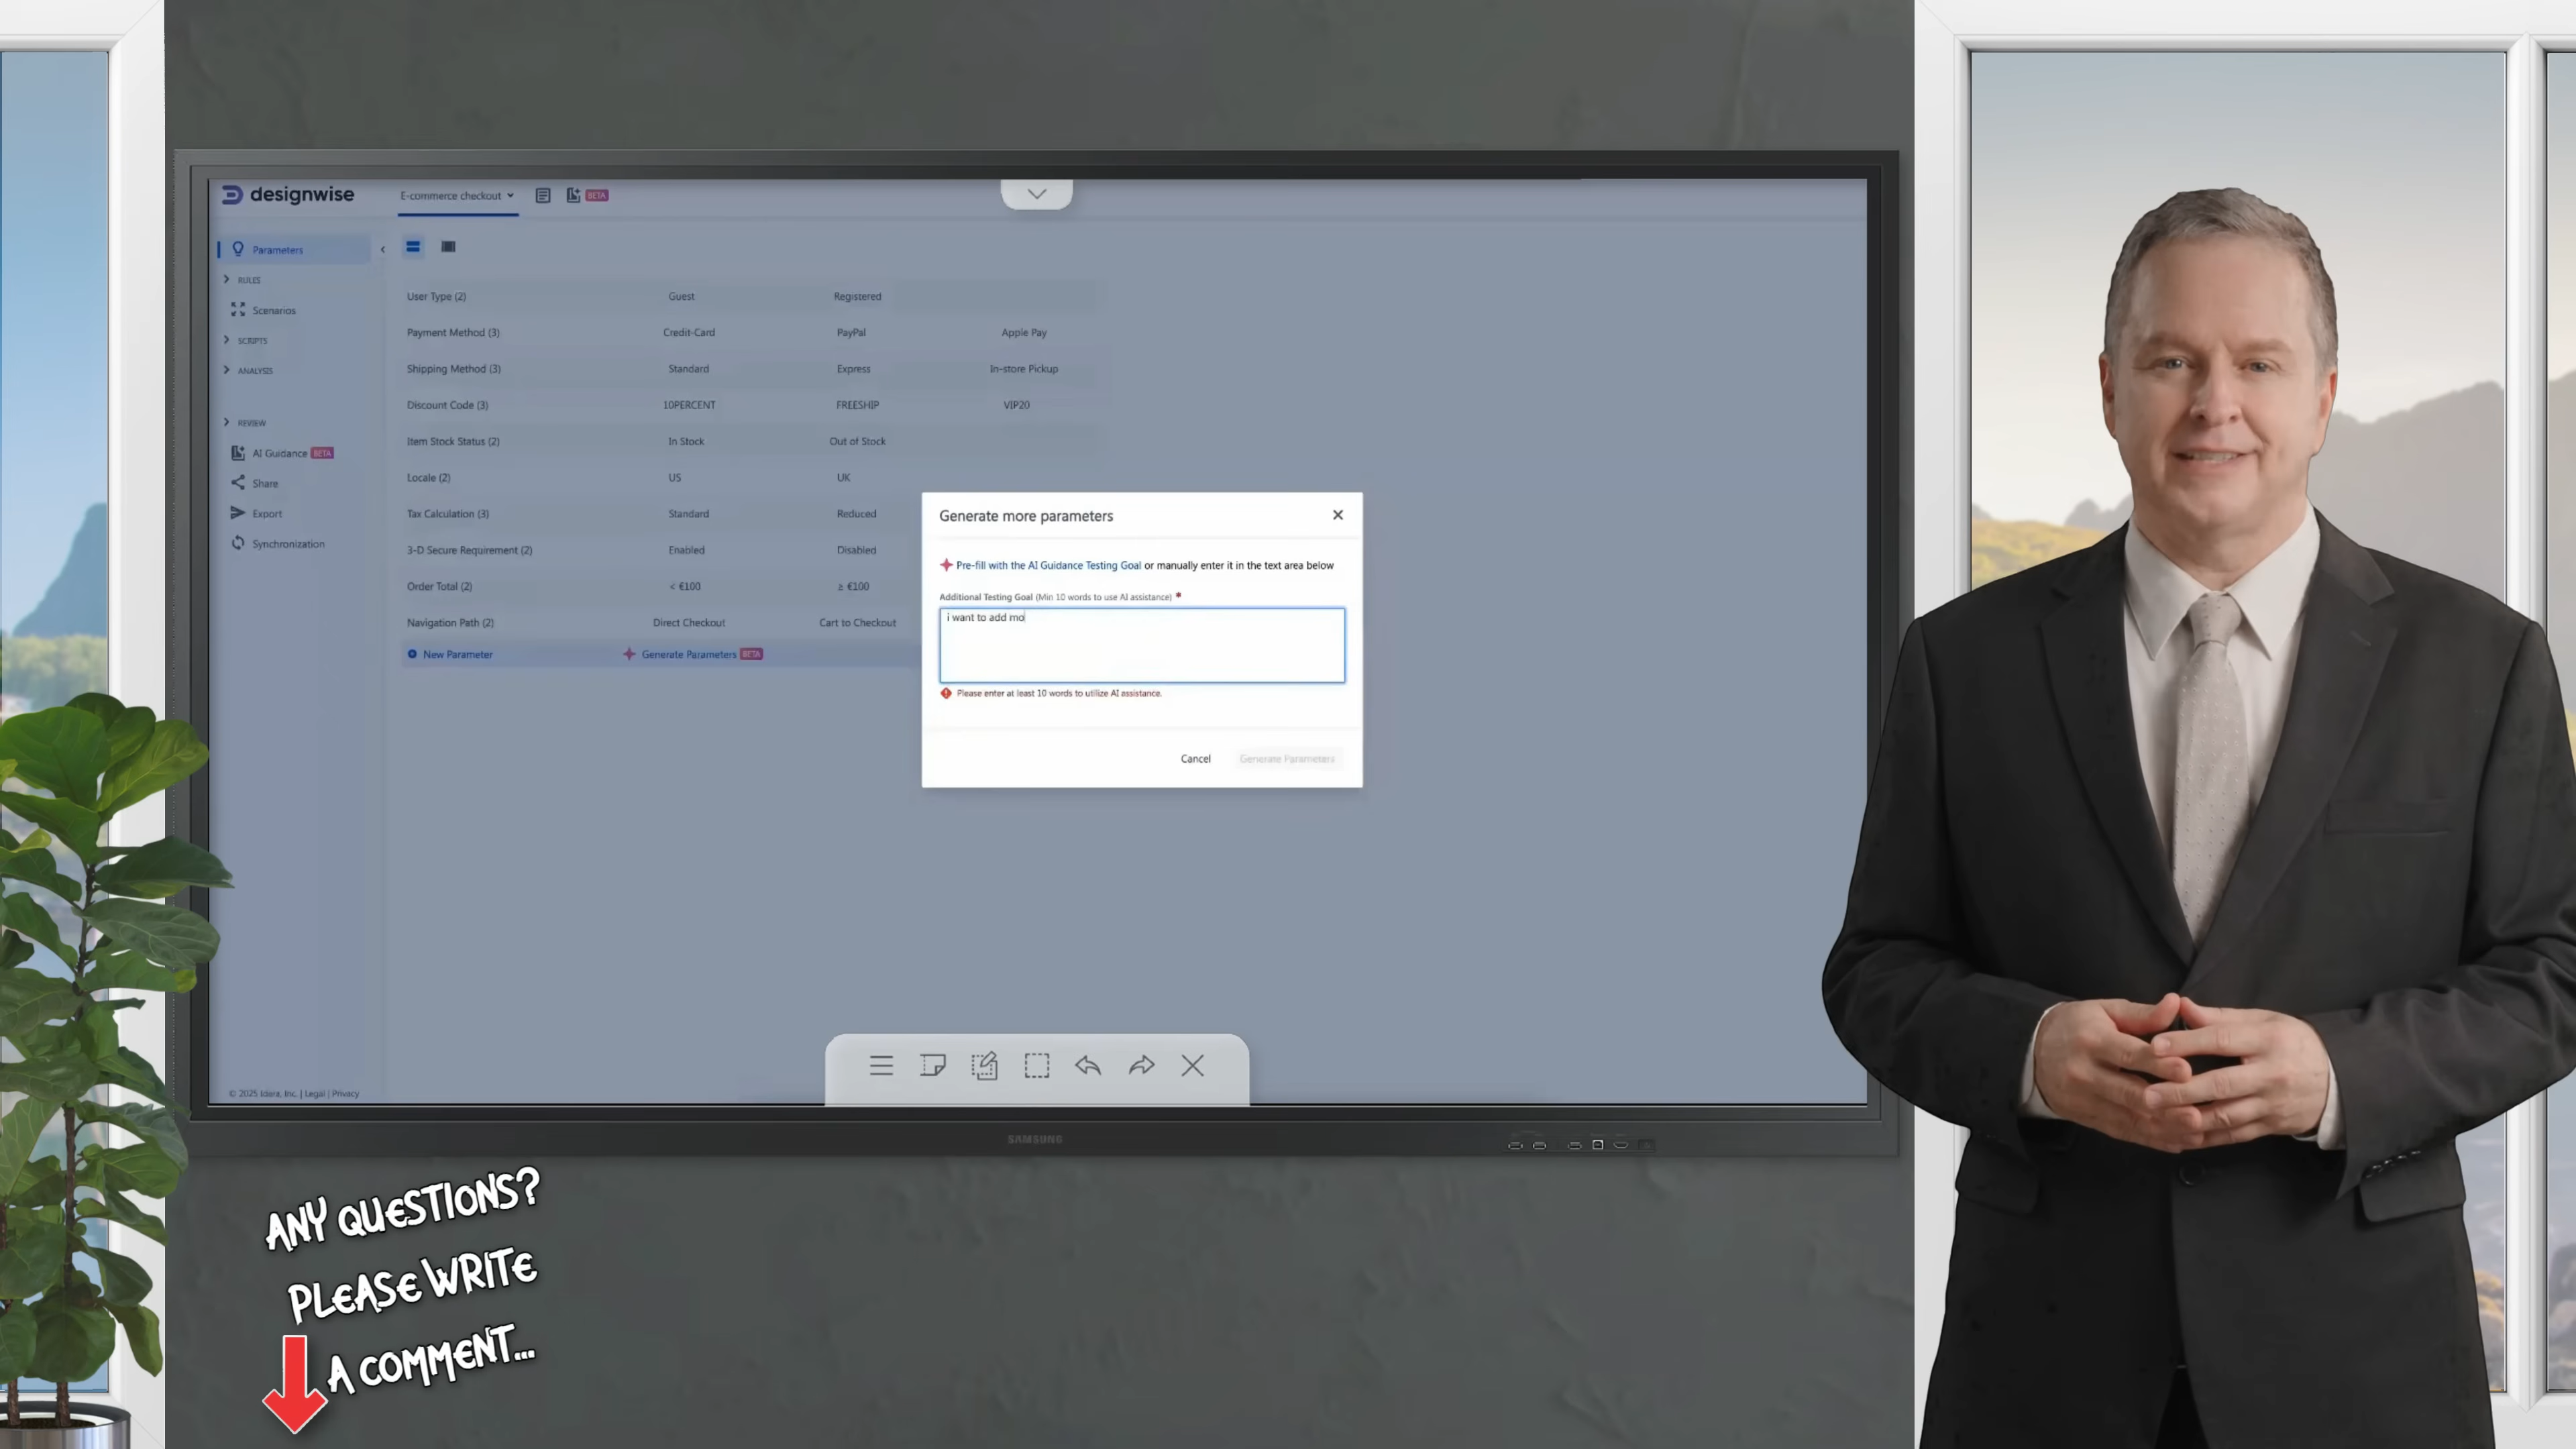 designwise
E-commerce checkout
BETA
Parameters
RULES
Scenarios
SCRIPTS
ANALYSIS
REVIEW
AI Guidance BETA
Share
Export
Synchronization
User Type (2) Guest Registered
Payment Method (3) Credit-Card PayPal Apple Pay
Shipping Method (3) Standard Express In-store Pickup
Discount Code (3) 10PERCENT FREESHIP VIP20
Item Stock Status (2) In Stock Out of Stock
Locale (2) US UK
Tax Calculation (3) Standard Reduced
3-D Secure Requirement (2) Enabled Disabled
Order Total (2) < €100 ≥ €100
Navigation Path (2) Direct Checkout Cart to Checkout
New Parameter Generate Parameters BETA
Generate more parameters
Pre-fill with the AI Guidance Testing Goal or manually enter it in the text area below
Additional Testing Goal (Min 10 words to use AI assistance) *
i want to add mo
Please enter at least 10 words to utilize AI assistance.
Cancel Generate Parameters
© 2025 Idera, Inc. | Legal | Privacy
SAMSUNG
ANY QUESTIONS?
PLEASE WRITE
A COMMENT...